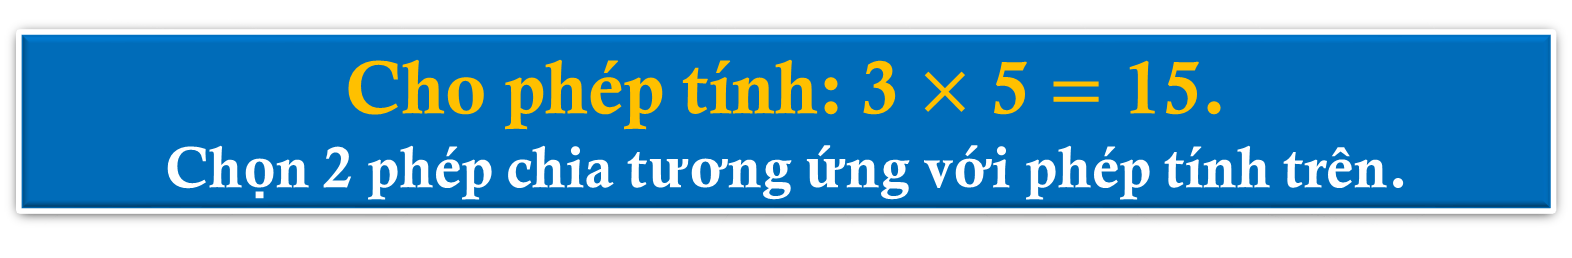 Cho phép tính: 3 × 5 = 15.
Chọn 2 phép chia tương ứng với phép tính trên.